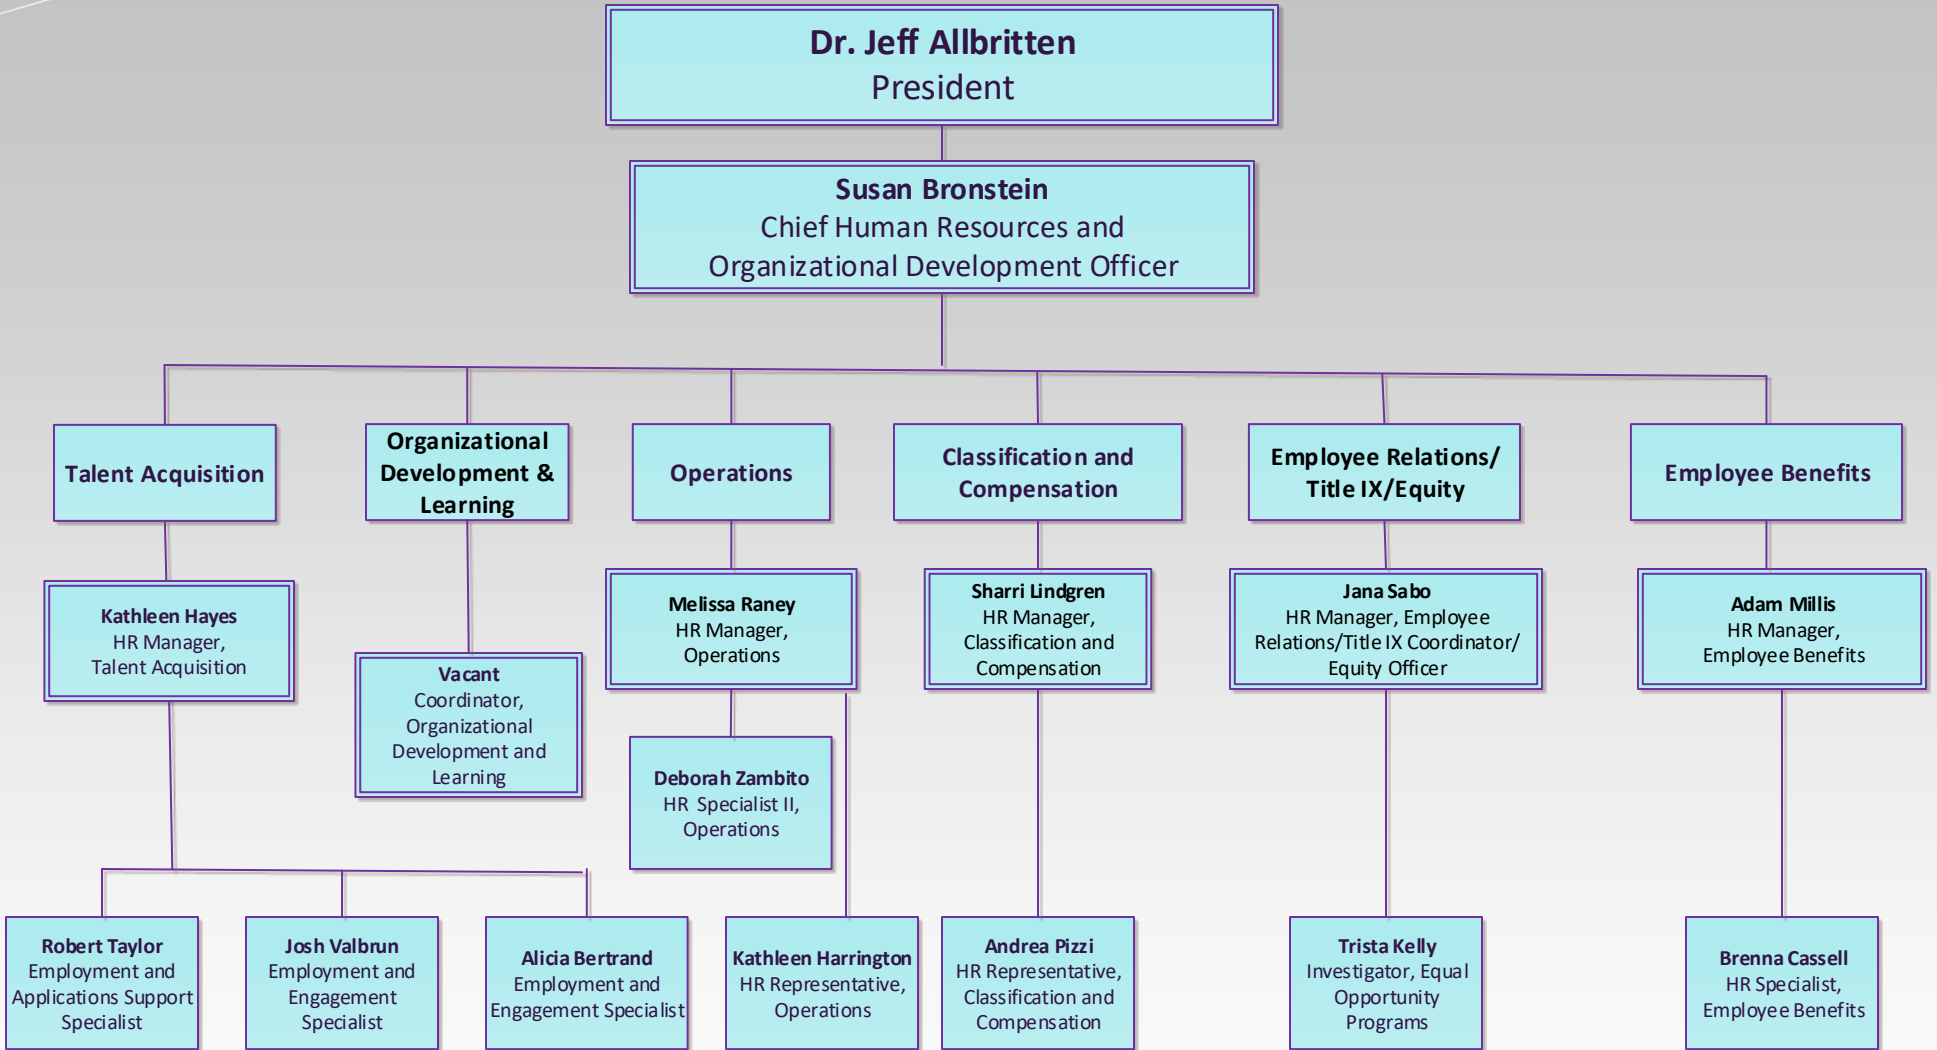 Dr. Jeff Allbritten
President
Susan Bronstein
Chief Human Resources and
Organizational Development Officer
Talent Acquisition
Organizational
Development &
Learning
Operations
Classification and
Compensation
Employee Relations/
Title IX/Equity
Employee Benefits
Kathleen Hayes
HR Manager,
Talent Acquisition
Vacant
Coordinator,
Organizational
Development and
Learning
Melissa Raney
HR Manager,
Operations
Sharri Lindgren
HR Manager,
Classification and
Compensation
Jana Sabo
HR Manager, Employee
Relations/Title IX Coordinator/
Equity Officer
Adam Millis
HR Manager,
Employee Benefits
Deborah Zambito
HR Specialist II,
Operations
Robert Taylor
Employment and
Applications Support
Specialist
Josh Valbrun
Employment and
Engagement
Specialist
Alicia Bertrand
Employment and
Engagement Specialist
Kathleen Harrington
HR Representative,
Operations
Andrea Pizzi
HR Representative,
Classification and
Compensation
Trista Kelly
Investigator, Equal
Opportunity
Programs
Brenna Cassell
HR Specialist,
Employee Benefits